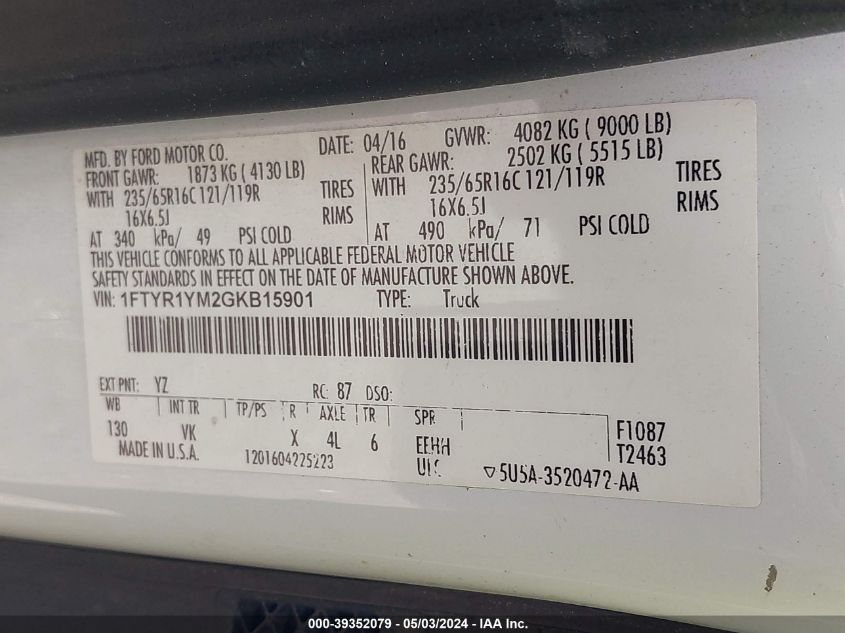 MFD. BY FORD MOTOR CO. DATE: 04/16 GVWR: 4082 KG ( 9000 LB)
FRONT GAWR: 1873 KG ( 4130 LB) REAR GAWR: 2502 KG ( 5515 LB)
WITH 235/65R16C 121/119R TIRES WITH 235/65R16C 121/119R TIRES
16X6.5J RIMS 16X6.5J RIMS
AT 340 kPa/ 49 PSI COLD AT 490 kPa/ 71 PSI COLD
THIS VEHICLE CONFORMS TO ALL APPLICABLE FEDERAL MOTOR VEHICLE
SAFETY STANDARDS IN EFFECT ON THE DATE OF MANUFACTURE SHOWN ABOVE.
VIN: 1FTYR1YM2GKB15901 TYPE: Truck
EXT PNT: YZ RC: 87 DSO:
WB INT TR TP/PS R AXLE TR SPR
130 VK X 4L 6 EEHH F1087
MADE IN U.S.A. 1201604225223 T2463
▽5U5A-3520472-AA
000-39352079 - 05/03/2024 - IAA Inc.